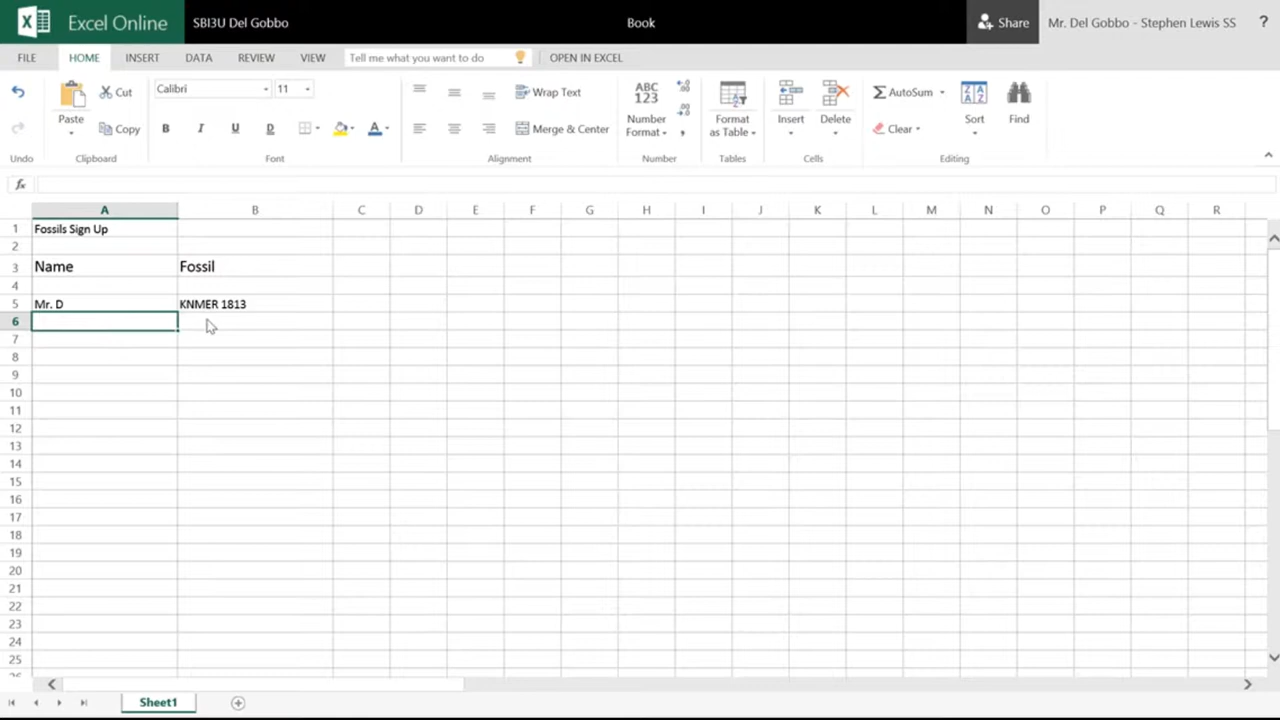 Excel Online SBI3U Del Gobbo Book Share Mr. Del Gobbo - Stephen Lewis SS ?
FILE HOME INSERT DATA REVIEW VIEW Tell me what you want to do OPEN IN EXCEL
Calibri 11 Wrap Text ABC 123 AutoSum
Cut
Paste Copy B I U D A Merge & Center Number Format Format as Table Insert Delete Clear Sort Find
Undo Clipboard Font Alignment Number Tables Cells Editing
fx
A B C D E F G H I J K L M N O P Q R
1 Fossils Sign Up
2
3 Name Fossil
4
5 Mr. D KNMER 1813
6
7
8
9
10
11
12
13
14
15
16
17
18
19
20
21
22
23
24
25
Sheet1